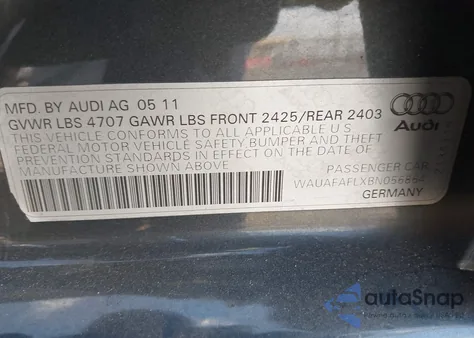 MFD. BY AUDI AG 05 11
GVWR LBS 4707 GAWR LBS FRONT 2425/REAR 2403
THIS VEHICLE CONFORMS TO ALL APPLICABLE U S
FEDERAL MOTOR VEHICLE SAFETY,BUMPER AND THEFT
PREVENTION STANDARDS IN EFFECT ON THE DATE OF
MANUFACTURE SHOWN ABOVE
Audi
PASSENGER CAR
WAUAFAFLXBN056864
GERMANY
autoSnap